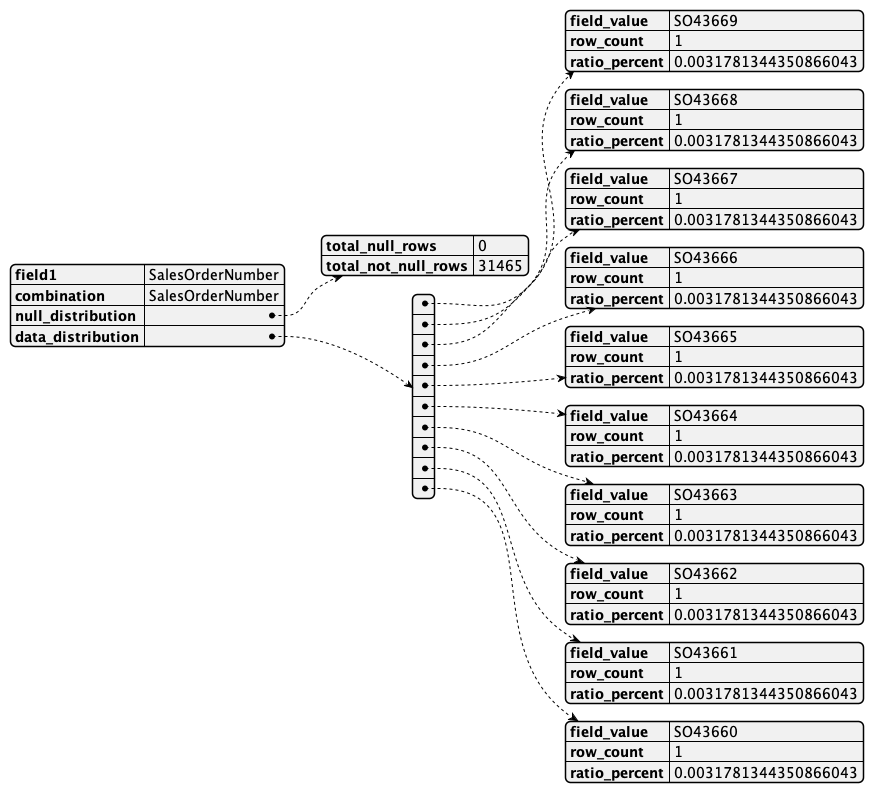 field1 SalesOrderNumber
combination SalesOrderNumber
null_distribution
data_distribution
total_null_rows 0
total_not_null_rows 31465
field_value SO43669
row_count 1
ratio_percent 0.0031781344350866043
field_value SO43668
row_count 1
ratio_percent 0.0031781344350866043
field_value SO43667
row_count 1
ratio_percent 0.0031781344350866043
field_value SO43666
row_count 1
ratio_percent 0.0031781344350866043
field_value SO43665
row_count 1
ratio_percent 0.0031781344350866043
field_value SO43664
row_count 1
ratio_percent 0.0031781344350866043
field_value SO43663
row_count 1
ratio_percent 0.0031781344350866043
field_value SO43662
row_count 1
ratio_percent 0.0031781344350866043
field_value SO43661
row_count 1
ratio_percent 0.0031781344350866043
field_value SO43660
row_count 1
ratio_percent 0.0031781344350866043